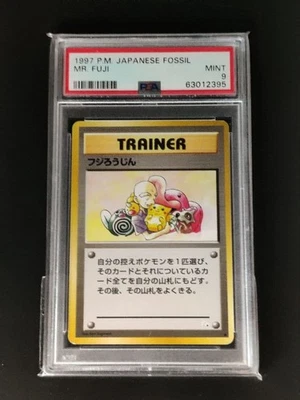 1997 P.M. JAPANESE FOSSIL
MR. FUJI
MINT
9
PSA
63012395
TRAINER
フジろうじん
自分の控えポケモンを1匹選び、
そのカードとそれについているカ
ード全てを自分の山札にもどす。
その後、その山札をよくきる。